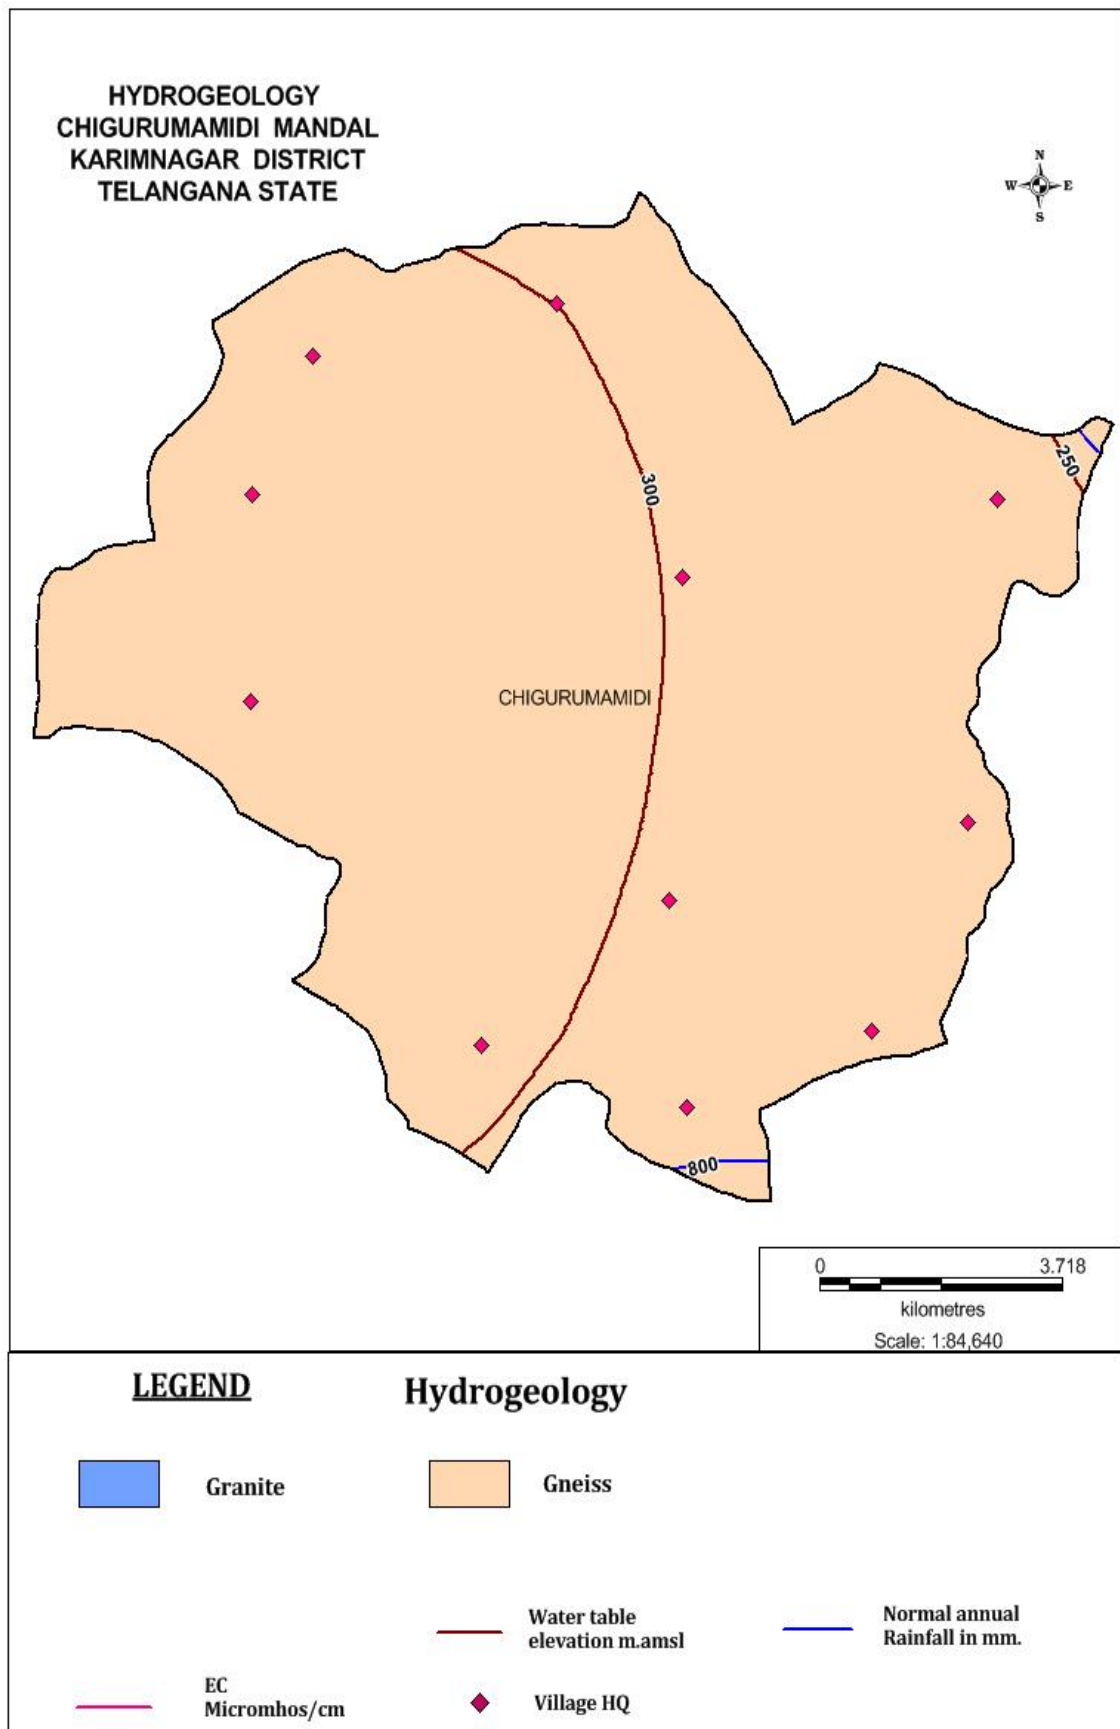 HYDROGEOLOGY
CHIGURUMAMIDI MANDAL
KARIMNAGAR DISTRICT
TELANGANA STATE
N
W E
S
250
300
CHIGURUMAMIDI
800
0 3.718
kilometres
Scale: 1:84,640
LEGEND Hydrogeology
Granite Gneiss
Water table
elevation m.amsl
Normal annual
Rainfall in mm.
EC
Micromhos/cm
Village HQ